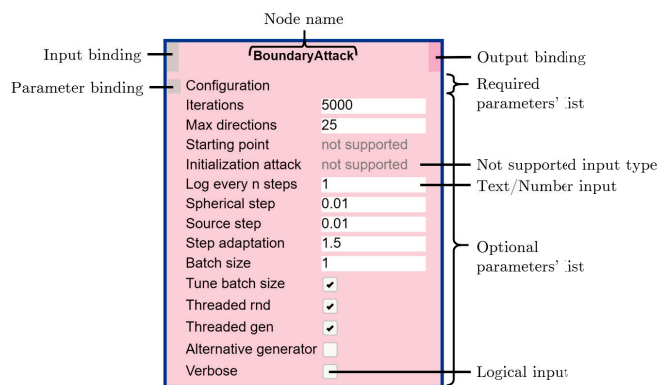 Node name
Input binding
BoundaryAttack
Output binding
Parameter binding
Configuration
Required
parameters' list
Iterations 5000
Max directions 25
Starting point not supported
Initialization attack not supported
Not supported input type
Log every n steps 1
Text/Number input
Spherical step 0.01
Source step 0.01
Step adaptation 1.5
Optional
parameters' list
Batch size 1
Tune batch size
Threaded rnd
Threaded gen
Alternative generator
Verbose
Logical input